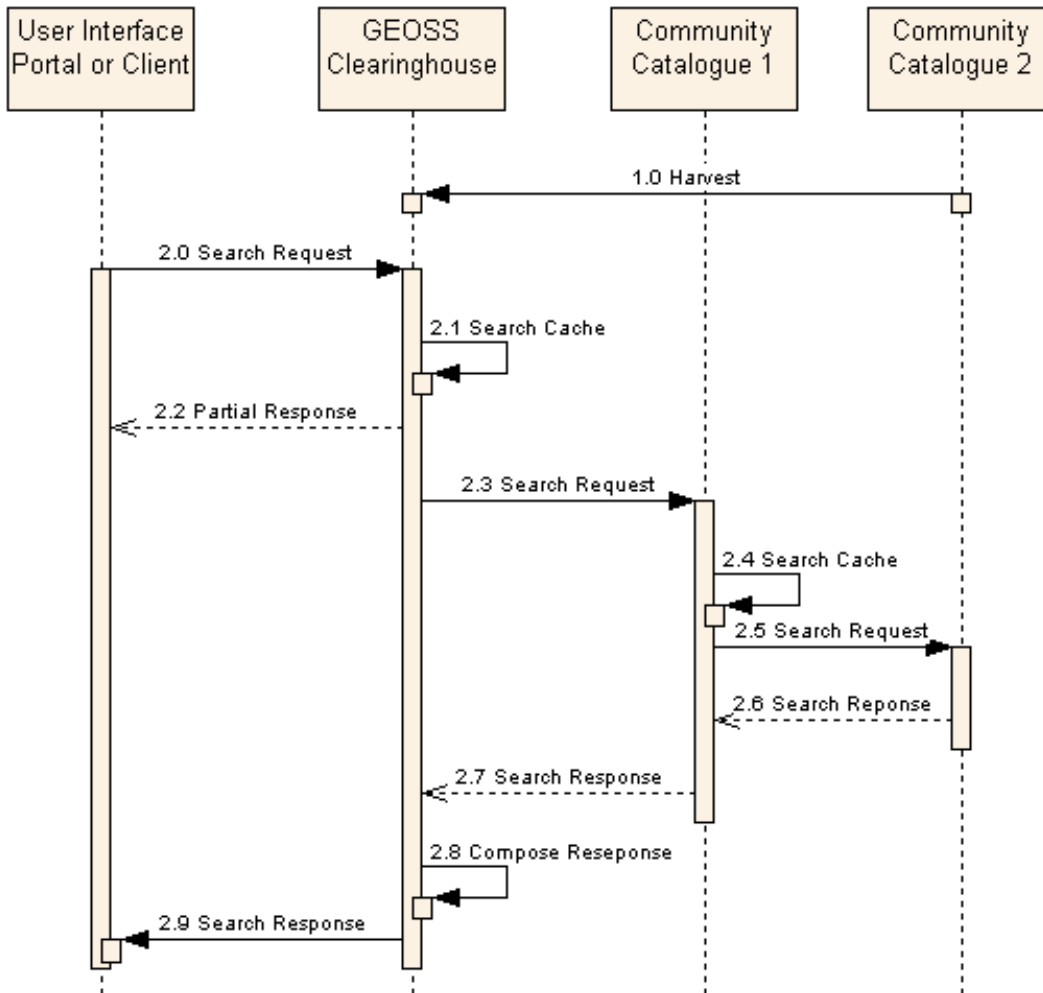 User Interface
Portal or Client
GEOSS
Clearinghouse
Community
Catalogue 1
Community
Catalogue 2
1.0 Harvest
2.0 Search Request
2.1 Search Cache
2.2 Partial Response
2.3 Search Request
2.4 Search Cache
2.5 Search Request
2.6 Search Reponse
2.7 Search Response
2.8 Compose Reseponse
2.9 Search Response